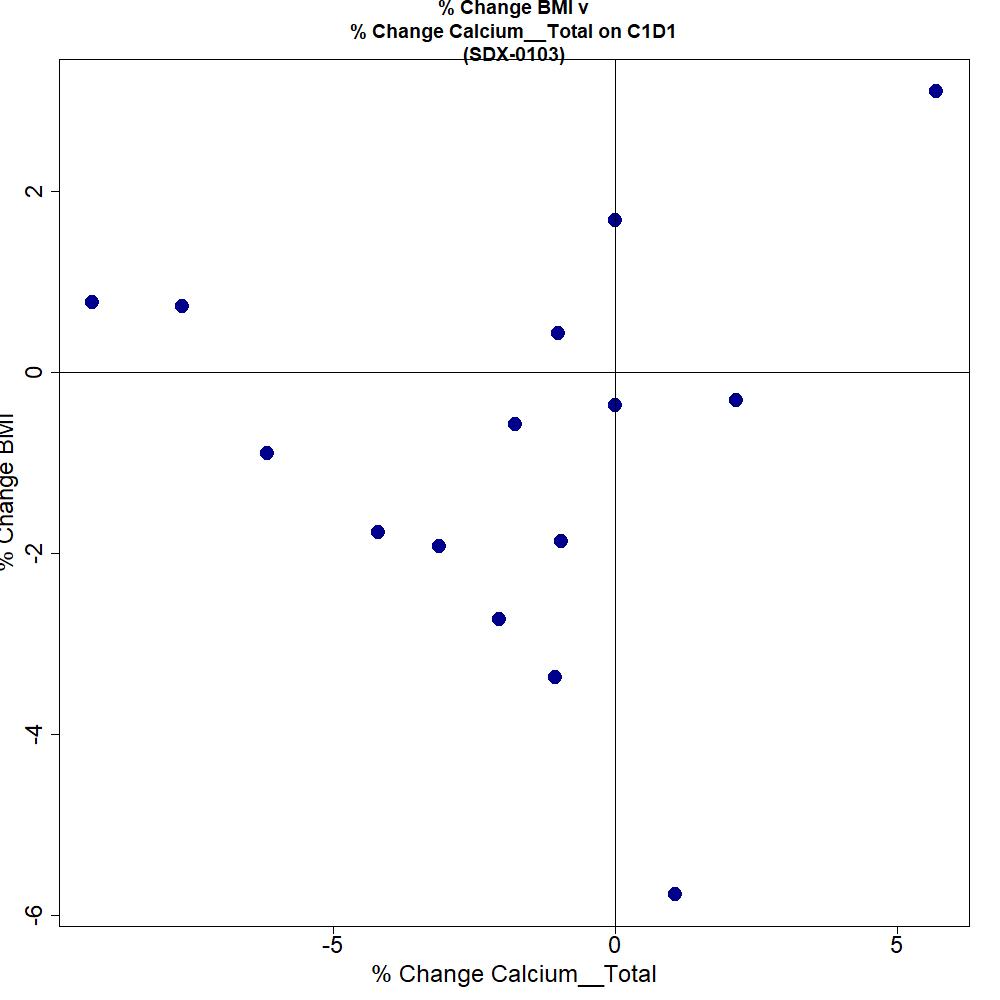 % Change BMI v
% Change Calcium__Total on C1D1
(SDX-0103)
2
0
-2
-4
-6
% Change BMI
-5
0
5
% Change Calcium__Total